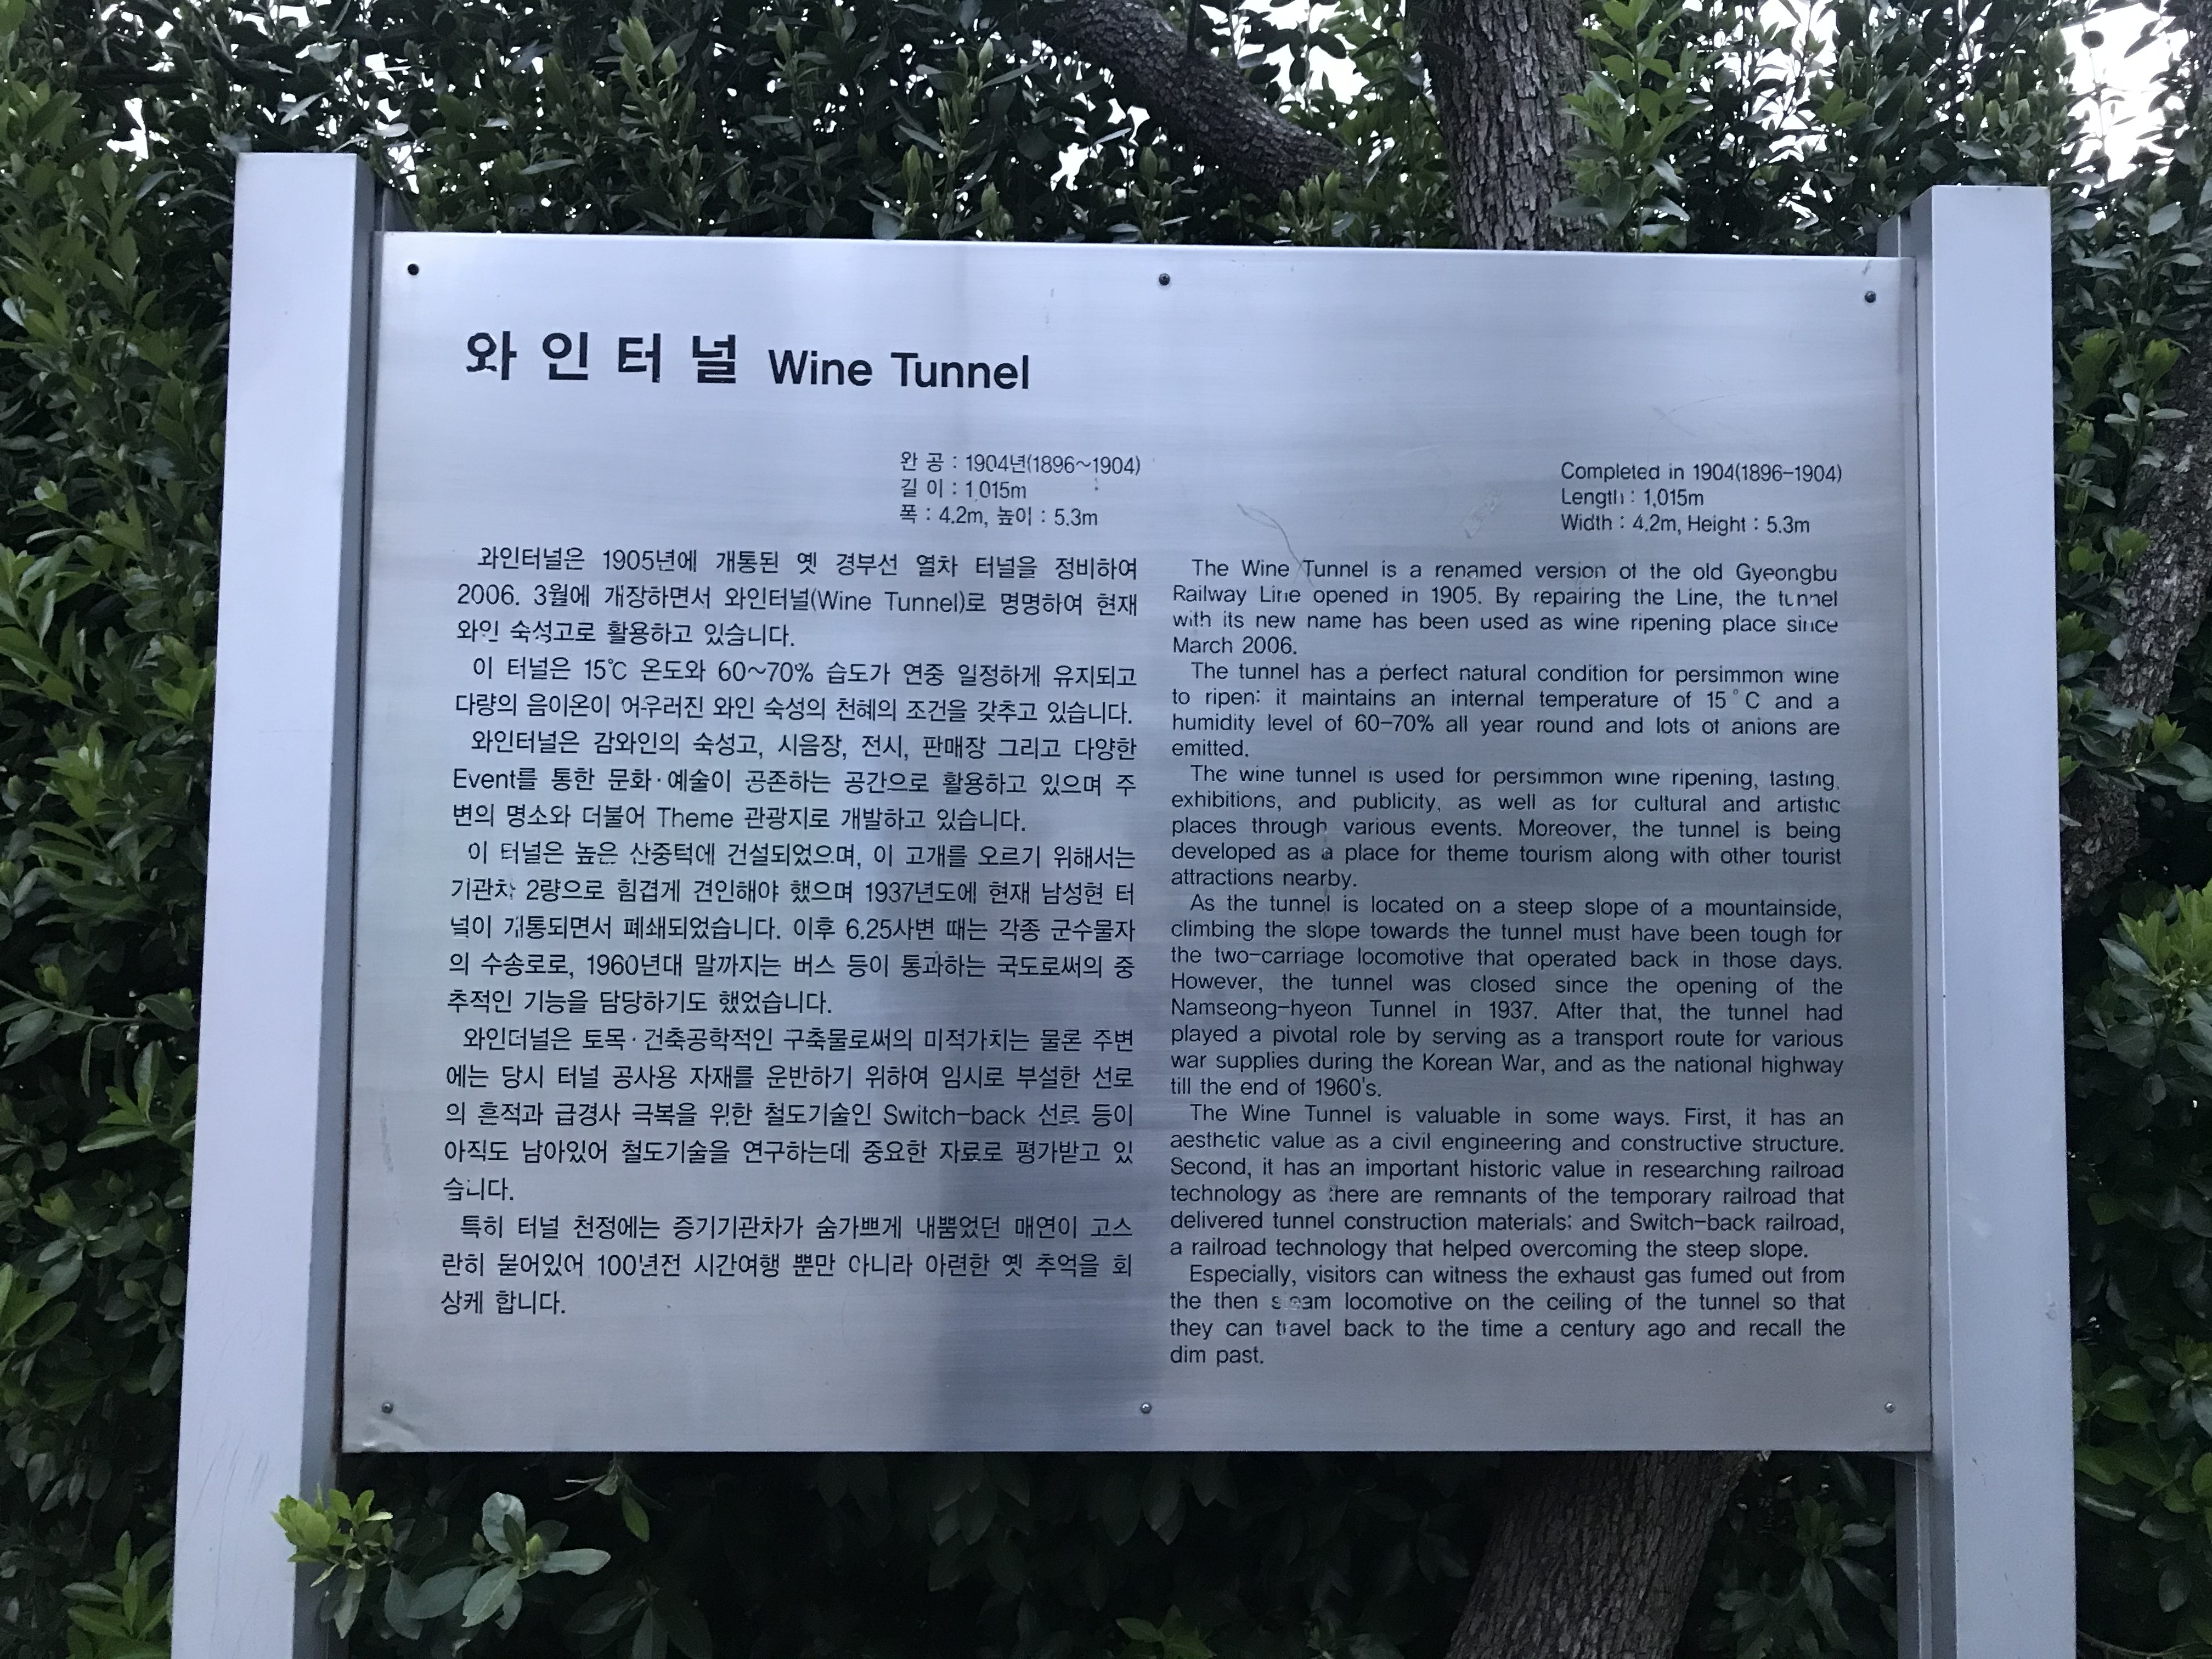 와인터널 Wine Tunnel
완 공 : 1904년(1896~1904)
길 이 : 1,015m
폭 : 4.2m, 높이 : 5.3m
와인터널은 1905년에 개통된 옛 경부선 열차 터널을 정비하여
2006. 3월에 개장하면서 와인터널(Wine Tunnel)로 명명하여 현재
와인 숙성고로 활용하고 있습니다.
이 터널은 15℃ 온도와 60~70% 습도가 연중 일정하게 유지되고
다량의 음이온이 어우러진 와인 숙성의 천혜의 조건을 갖추고 있습니다.
와인터널은 감와인의 숙성고, 시음장, 전시, 판매장 그리고 다양한
Event를 통한 문화·예술이 공존하는 공간으로 활용하고 있으며 주
변의 명소와 더불어 Theme 관광지로 개발하고 있습니다.
이 터널은 높은 산중턱에 건설되었으며, 이 고개를 오르기 위해서는
기관차 2량으로 힘겹게 견인해야 했으며 1937년도에 현재 남성현 터
널이 개통되면서 폐쇄되었습니다. 이후 6.25사변 때는 각종 군수물자
의 수송로로, 1960년대 말까지는 버스 등이 통과하는 국도로써의 중
추적인 기능을 담당하기도 했었습니다.
와인터널은 토목·건축공학적인 구축물로써의 미적가치는 물론 주변
에는 당시 터널 공사용 자재를 운반하기 위하여 임시로 부설한 선로
의 흔적과 급경사 극복을 위한 철도기술인 Switch-back 선로 등이
아직도 남아있어 철도기술을 연구하는데 중요한 자료로 평가받고 있
습니다.
특히 터널 천정에는 증기기관차가 숨가쁘게 내뿜었던 매연이 고스
란히 묻어있어 100년전 시간여행 뿐만 아니라 아련한 옛 추억을 회
상케 합니다.
Completed in 1904(1896-1904)
Length : 1,015m
Width : 4.2m, Height : 5.3m
The Wine Tunnel is a renamed version of the old Gyeongbu
Railway Line opened in 1905. By repairing the Line, the tunnel
with its new name has been used as wine ripening place since
March 2006.
The tunnel has a perfect natural condition for persimmon wine
to ripen: it maintains an internal temperature of 15°C and a
humidity level of 60-70% all year round and lots of anions are
emitted.
The wine tunnel is used for persimmon wine ripening, tasting,
exhibitions, and publicity, as well as for cultural and artistic
places through various events. Moreover, the tunnel is being
developed as a place for theme tourism along with other tourist
attractions nearby.
As the tunnel is located on a steep slope of a mountainside,
climbing the slope towards the tunnel must have been tough for
the two-carriage locomotive that operated back in those days.
However, the tunnel was closed since the opening of the
Namseong-hyeon Tunnel in 1937. After that, the tunnel had
played a pivotal role by serving as a transport route for various
war supplies during the Korean War, and as the national highway
till the end of 1960's.
The Wine Tunnel is valuable in some ways. First, it has an
aesthetic value as a civil engineering and constructive structure.
Second, it has an important historic value in researching railroad
technology as there are remnants of the temporary railroad that
delivered tunnel construction materials; and Switch-back railroad,
a railroad technology that helped overcoming the steep slope.
Especially, visitors can witness the exhaust gas fumed out from
the then steam locomotive on the ceiling of the tunnel so that
they can travel back to the time a century ago and recall the
dim past.